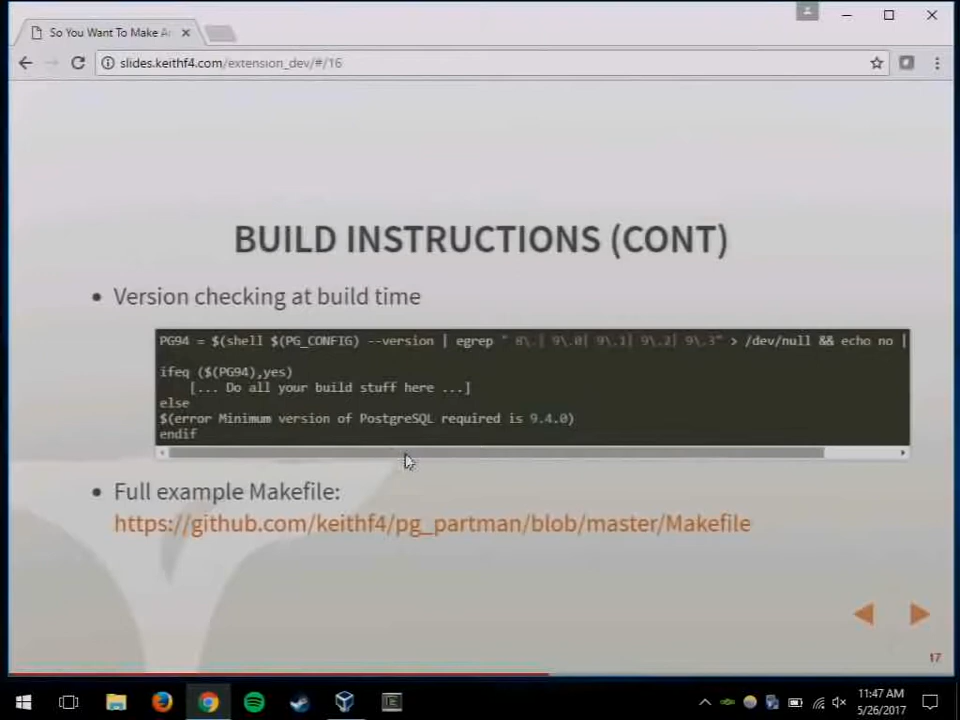 So You Want To Make A
slides.keithf4.com/extension_dev/#/16
BUILD INSTRUCTIONS (CONT)
Version checking at build time
PG94 = $(shell $(PG_CONFIG) --version | egrep " 8\.| 9\.0| 9\.1| 9\.2| 9\.3" > /dev/null && echo no |
ifeq ($(PG94),yes)
[... Do all your build stuff here ...]
else
$(error Minimum version of PostgreSQL required is 9.4.0)
endif
Full example Makefile:
https://github.com/keithf4/pg_partman/blob/master/Makefile
17
11:47 AM
5/26/2017